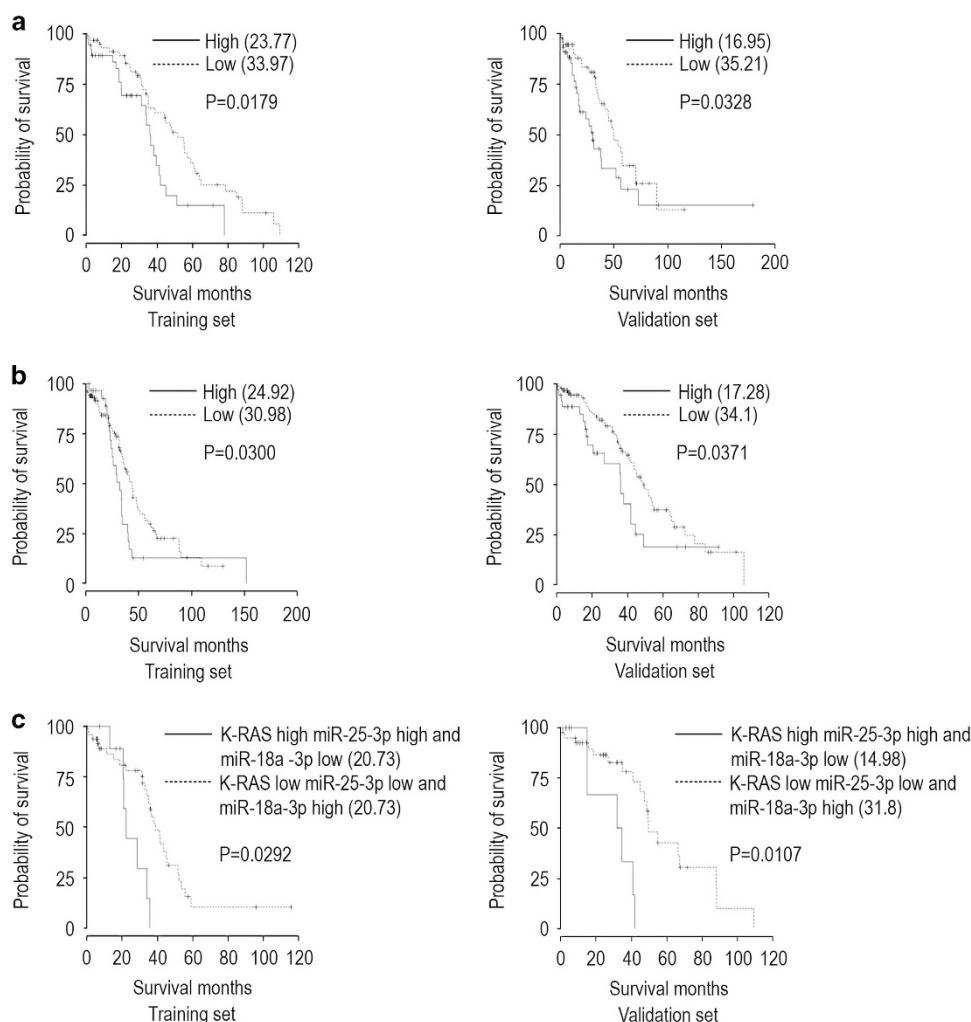 a
100
75
50
25
0
Probability of survival
High (23.77)
Low (33.97)
P=0.0179
0 20 40 60 80 100 120
Survival months
Training set
100
75
50
25
0
Probability of survival
High (16.95)
Low (35.21)
P=0.0328
0 50 100 150 200
Survival months
Validation set
b
100
75
50
25
0
Probability of survival
High (24.92)
Low (30.98)
P=0.0300
0 50 100 150 200
Survival months
Training set
100
75
50
25
0
Probability of survival
High (17.28)
Low (34.1)
P=0.0371
0 20 40 60 80 100 120
Survival months
Validation set
c
100
75
50
25
0
Probability of survival
K-RAS high miR-25-3p high and
miR-18a -3p low (20.73)
K-RAS low miR-25-3p low and
miR-18a-3p high (20.73)
P=0.0292
0 20 40 60 80 100 120
Survival months
Training set
100
75
50
25
0
Probability of survival
K-RAS high miR-25-3p high and
miR-18a-3p low (14.98)
K-RAS low miR-25-3p low and
miR-18a-3p high (31.8)
P=0.0107
0 20 40 60 80 100 120
Survival months
Validation set